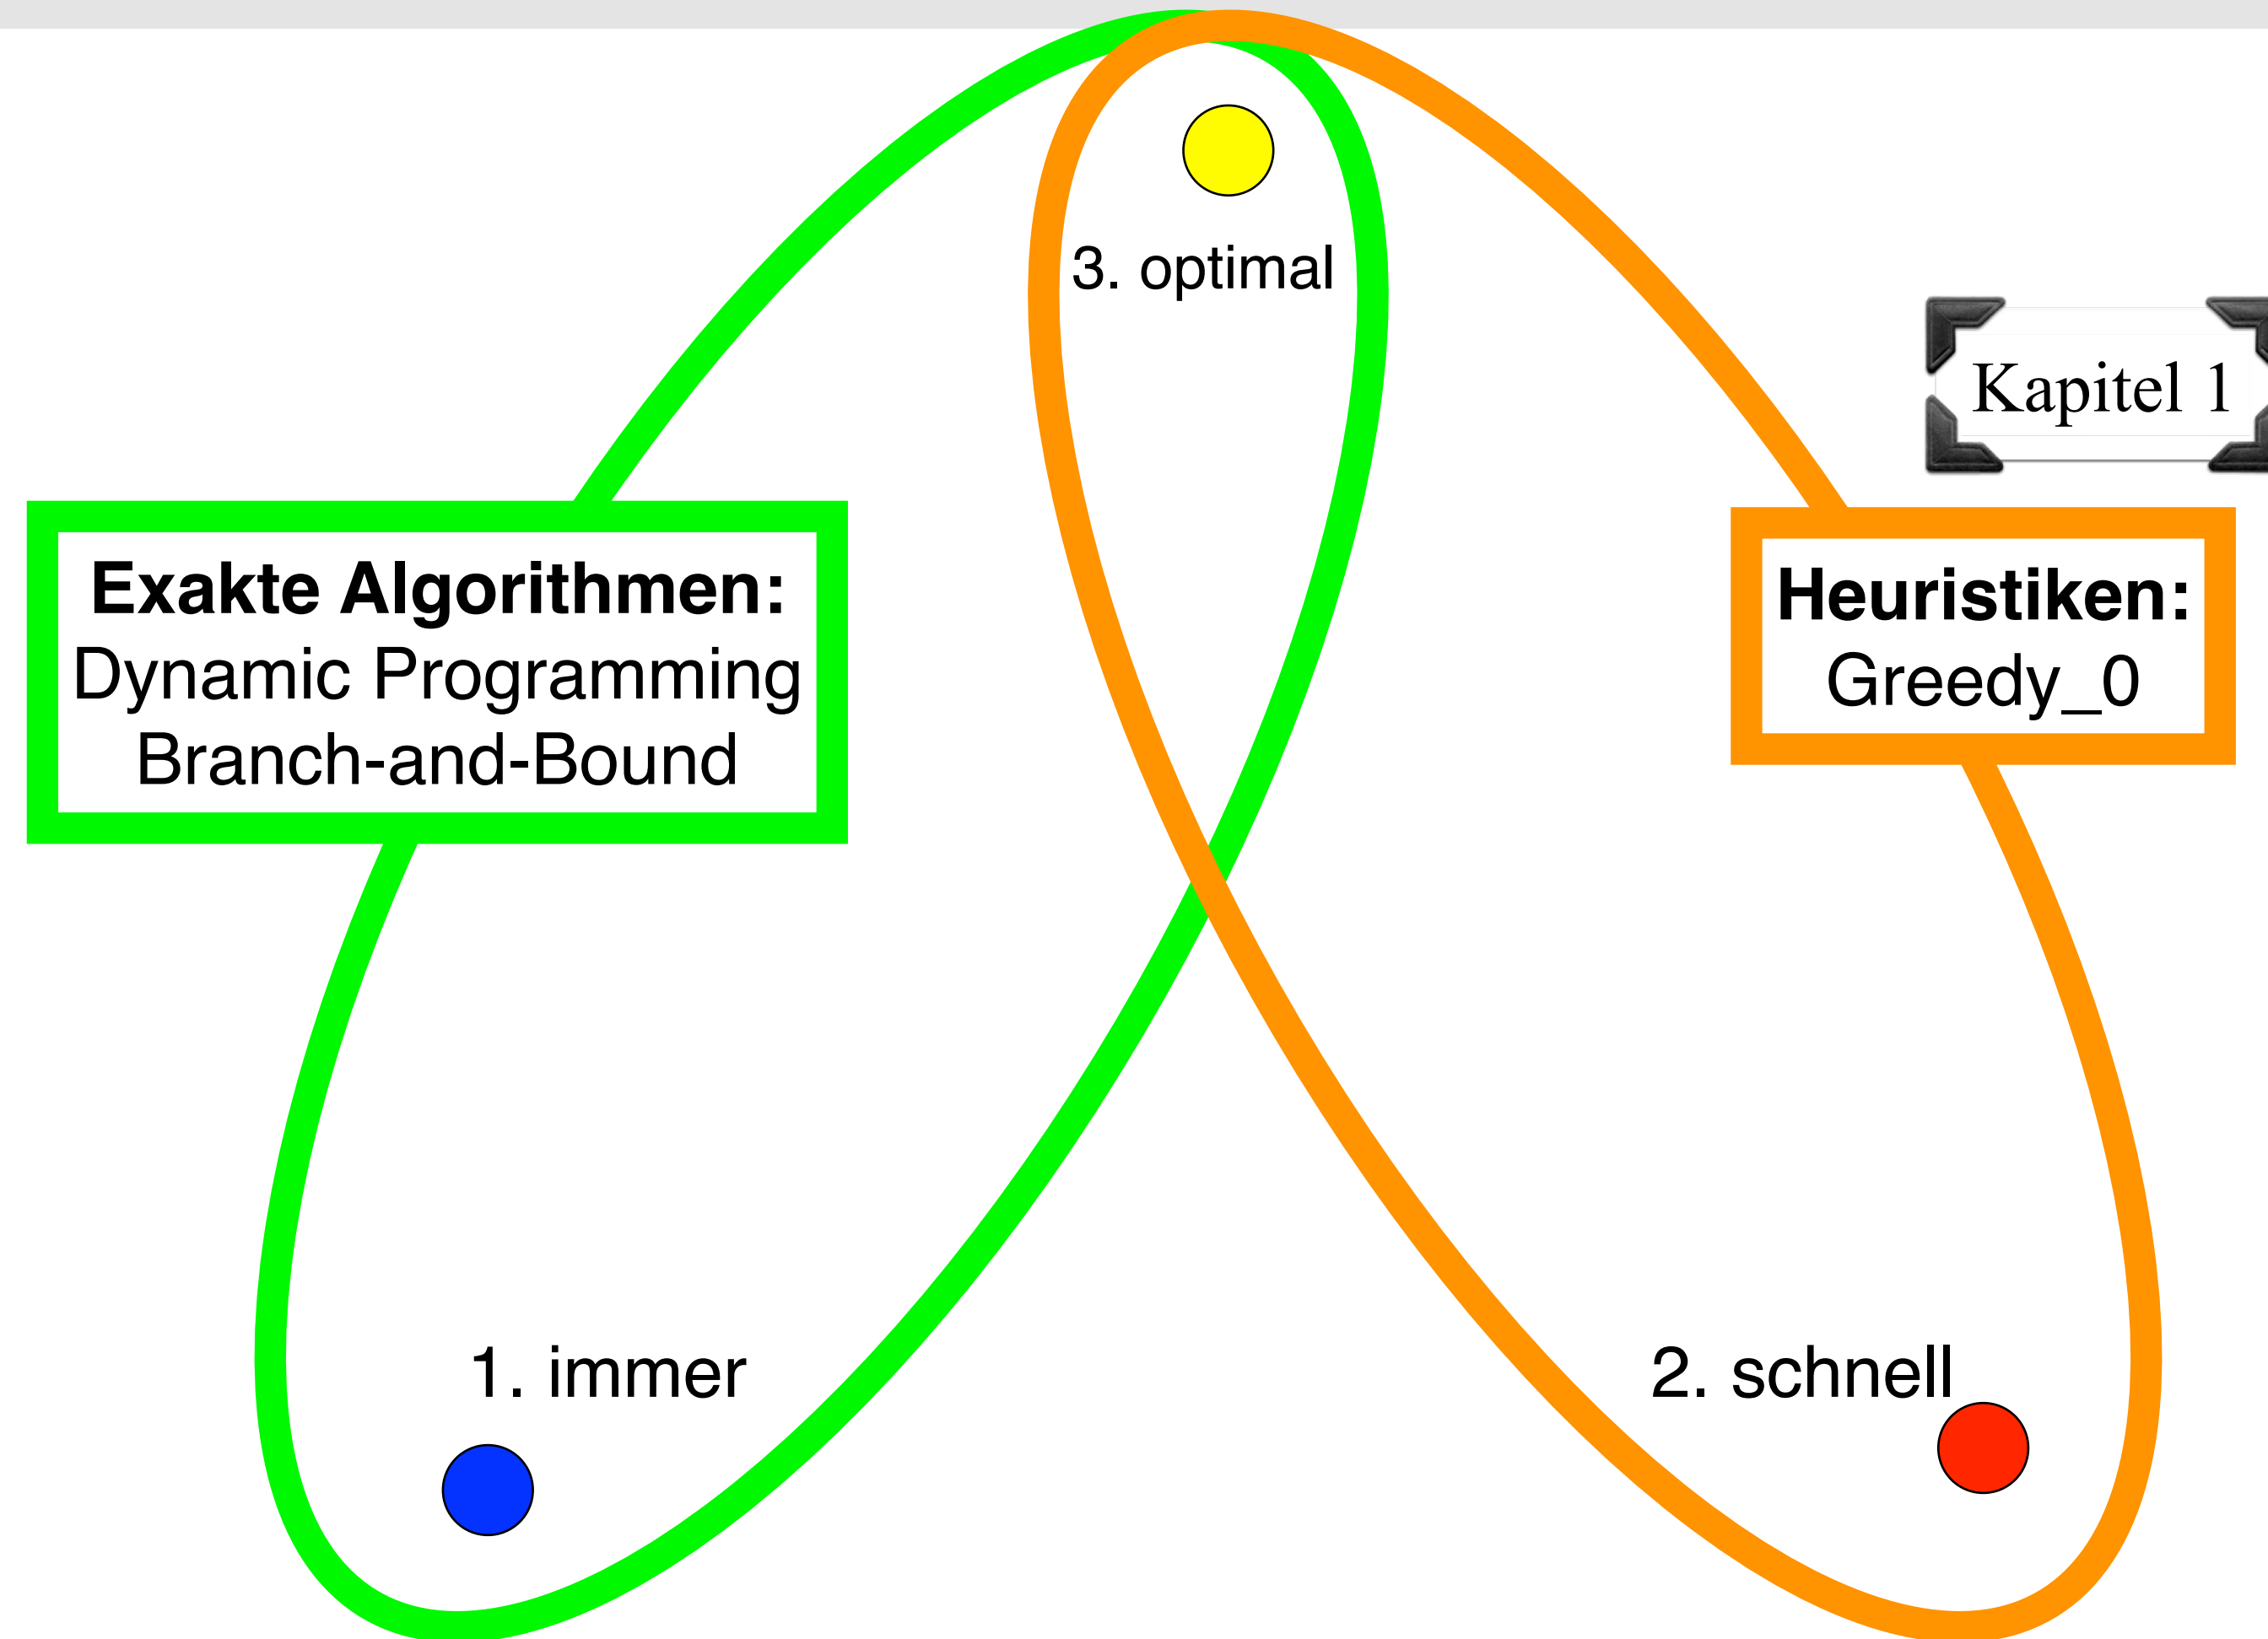 3. optimal
Kapitel 1
Exakte Algorithmen:
Dynamic Programming
Branch-and-Bound
Heuristiken:
Greedy_0
1. immer
2. schnell